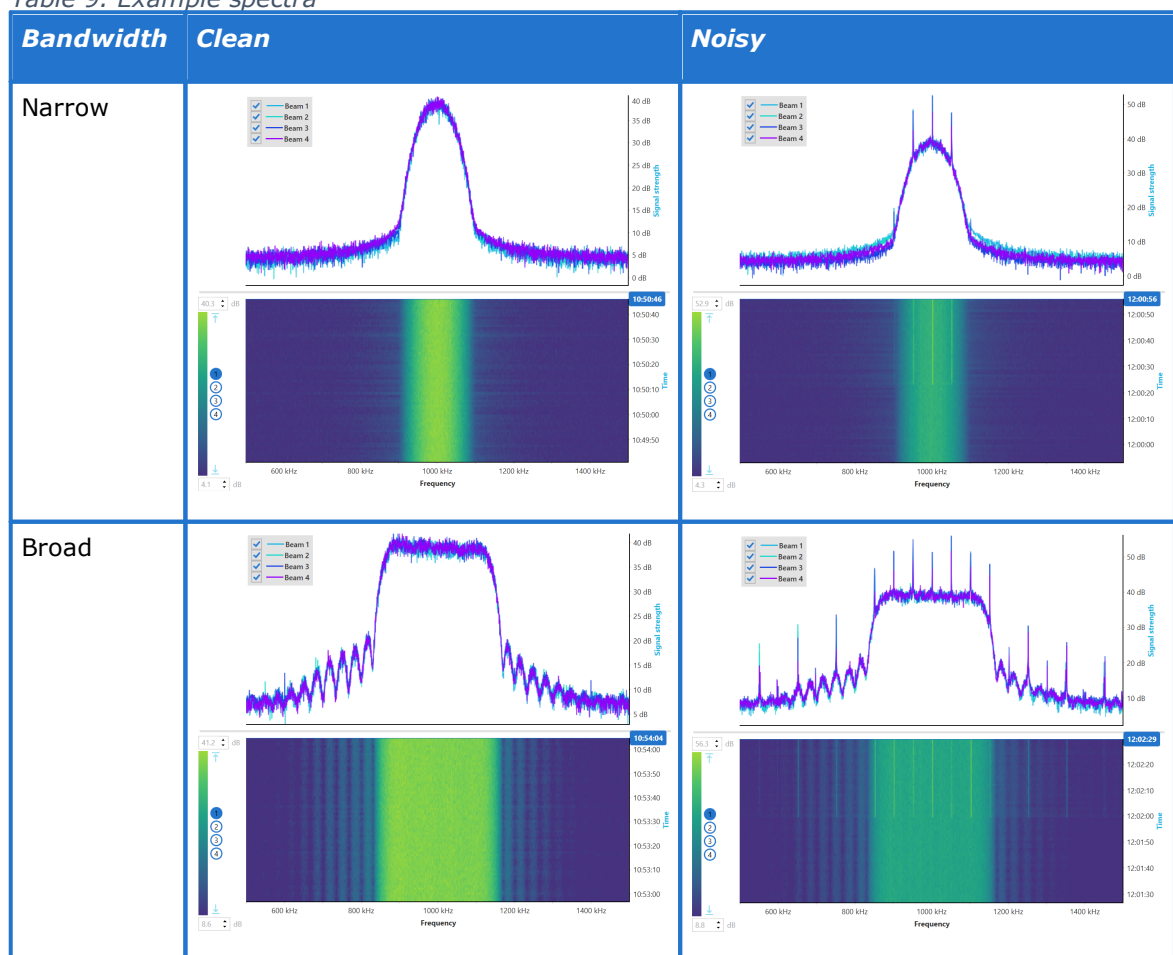 Table 9: Example spectra
Bandwidth Clean Noisy
Narrow
Beam 1
Beam 2
Beam 3
Beam 4
40 dB
35 dB
30 dB
25 dB
20 dB
15 dB
10 dB
5 dB
0 dB
Signal strength
40.3 dB
1
2
3
4
4.1 dB
10:50:46
10:50:40
10:50:30
10:50:20
10:50:10
10:50:00
10:49:50
Time
600 kHz 800 kHz 1000 kHz 1200 kHz 1400 kHz
Frequency
Beam 1
Beam 2
Beam 3
Beam 4
50 dB
40 dB
30 dB
20 dB
10 dB
0 dB
Signal strength
52.9 dB
1
2
3
4
4.3 dB
12:00:56
12:00:50
12:00:40
12:00:30
12:00:20
12:00:10
12:00:00
Time
600 kHz 800 kHz 1000 kHz 1200 kHz 1400 kHz
Frequency
Broad
Beam 1
Beam 2
Beam 3
Beam 4
40 dB
35 dB
30 dB
25 dB
20 dB
15 dB
10 dB
5 dB
Signal strength
41.2 dB
1
2
3
4
8.6 dB
10:54:04
10:54:00
10:53:50
10:53:40
10:53:30
10:53:20
10:53:10
10:53:00
Time
600 kHz 800 kHz 1000 kHz 1200 kHz 1400 kHz
Frequency
Beam 1
Beam 2
Beam 3
Beam 4
50 dB
40 dB
30 dB
20 dB
10 dB
Signal strength
56.3 dB
1
2
3
4
8.8 dB
12:02:29
12:02:20
12:02:10
12:02:00
12:01:50
12:01:40
12:01:30
Time
600 kHz 800 kHz 1000 kHz 1200 kHz 1400 kHz
Frequency